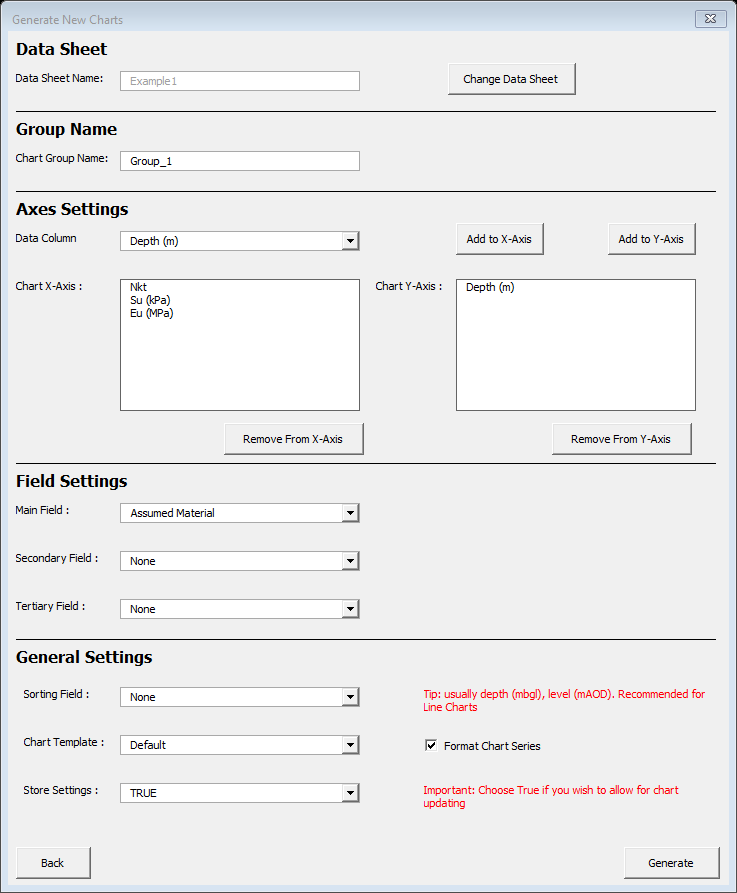 Generate New Charts
Data Sheet
Data Sheet Name:
Example1
Change Data Sheet
Group Name
Chart Group Name:
Group_1
Axes Settings
Data Column
Depth (m)
Add to X-Axis
Add to Y-Axis
Chart X-Axis :
Nkt
Su (kPa)
Eu (MPa)
Chart Y-Axis :
Depth (m)
Remove From X-Axis
Remove From Y-Axis
Field Settings
Main Field :
Assumed Material
Secondary Field :
None
Tertiary Field :
None
General Settings
Sorting Field :
None
Tip: usually depth (mbgl), level (mAOD). Recommended for
Line Charts
Chart Template :
Default
Format Chart Series
Store Settings :
TRUE
Important: Choose True if you wish to allow for chart
updating
Back
Generate